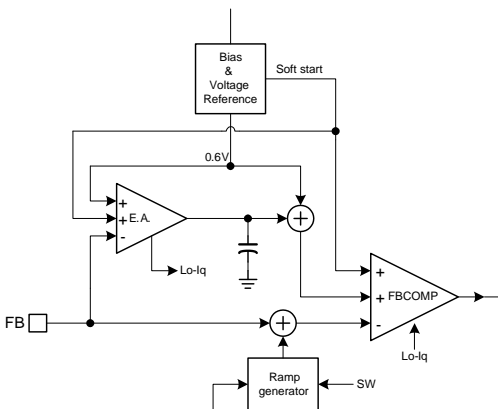 Bias
&
Voltage
Reference
Soft start
0.6V
+
+ E.A.
-
+
Lo-Iq
+
+ FBCOMP
-
FB
+
Lo-Iq
Ramp
generator
SW